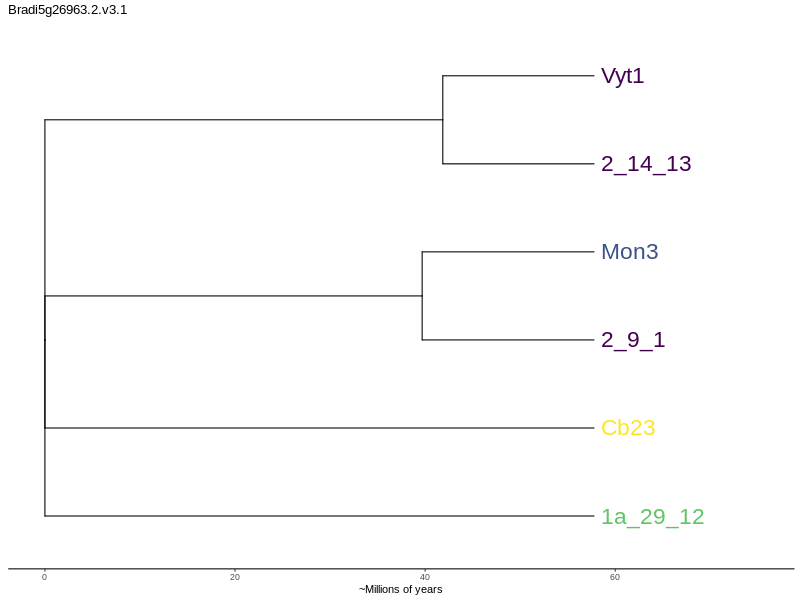 Bradi5g26963.2.v3.1
Vyt1
2_14_13
Mon3
2_9_1
Cb23
1a_29_12
0 20 40 60
~Millions of years